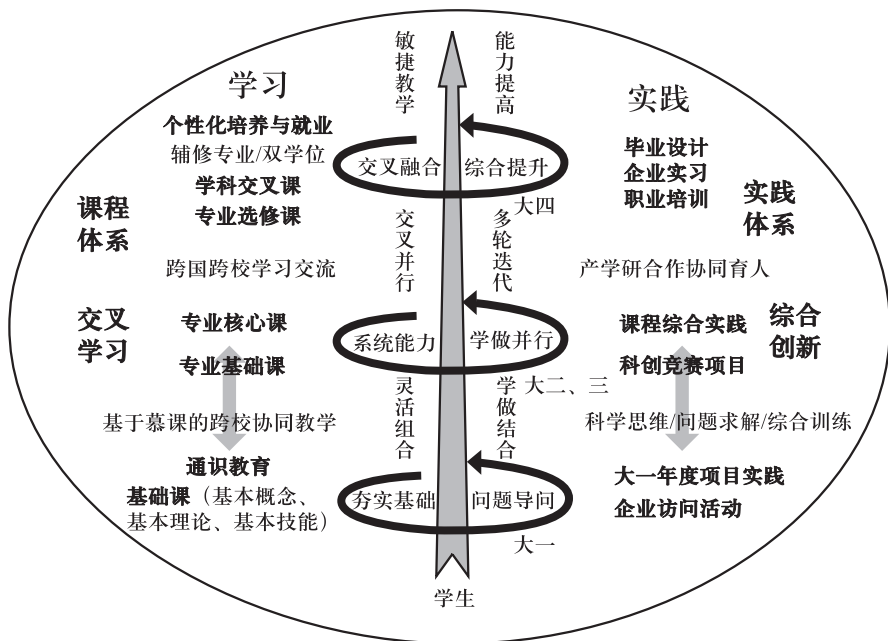 学习
个性化培养与就业
辅修专业/双学位
学科交叉课
专业选修课
课程
体系
跨国跨校学习交流
交叉
学习
专业核心课
专业基础课
基于慕课的跨校协同教学
通识教育
基础课（基本概念、
基本理论、基本技能）
敏捷教学
能力提高
交叉融合
综合提升
大四
交叉并行
多轮迭代
系统能力
学做并行
大二、三
灵活组合
学做结合
夯实基础
问题导问
大一
学生
实践
毕业设计
企业实习
职业培训
实践
体系
产学研合作协同育人
课程综合实践
科创竞赛项目
综合
创新
科学思维/问题求解/综合训练
大一年度项目实践
企业访问活动